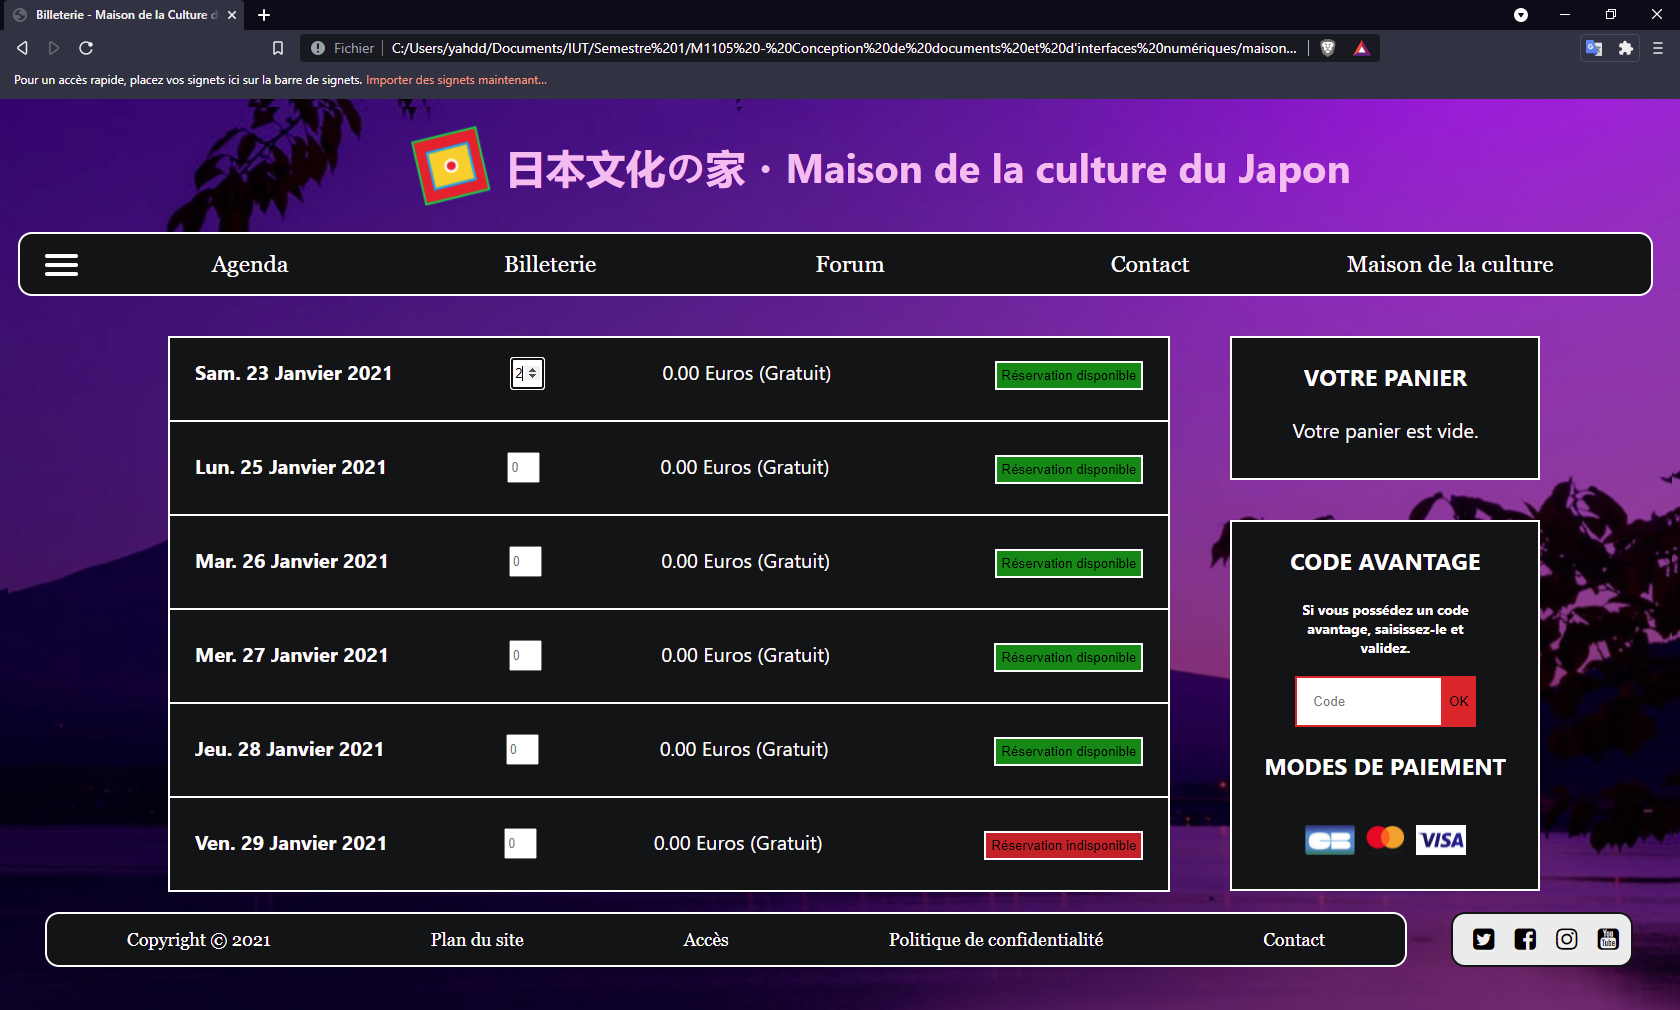 Billeterie - Maison de la Culture d
Fichier
C:/Users/yahdd/Documents/IUT/Semestre%201/M1105%20-%20Conception%20de%20documents%20et%20d'interfaces%20numériques/maison...
Pour un accès rapide, placez vos signets ici sur la barre de signets. Importer des signets maintenant...
日本文化の家・Maison de la culture du Japon
Agenda Billeterie Forum Contact Maison de la culture
Sam. 23 Janvier 2021 2 0.00 Euros (Gratuit) Réservation disponible
Lun. 25 Janvier 2021 0 0.00 Euros (Gratuit) Réservation disponible
Mar. 26 Janvier 2021 0 0.00 Euros (Gratuit) Réservation disponible
Mer. 27 Janvier 2021 0 0.00 Euros (Gratuit) Réservation disponible
Jeu. 28 Janvier 2021 0 0.00 Euros (Gratuit) Réservation disponible
Ven. 29 Janvier 2021 0 0.00 Euros (Gratuit) Réservation indisponible
VOTRE PANIER
Votre panier est vide.
CODE AVANTAGE
Si vous possédez un code
avantage, saisissez-le et
validez.
Code OK
MODES DE PAIEMENT
CB VISA
Copyright © 2021 Plan du site Accès Politique de confidentialité Contact
You Tube